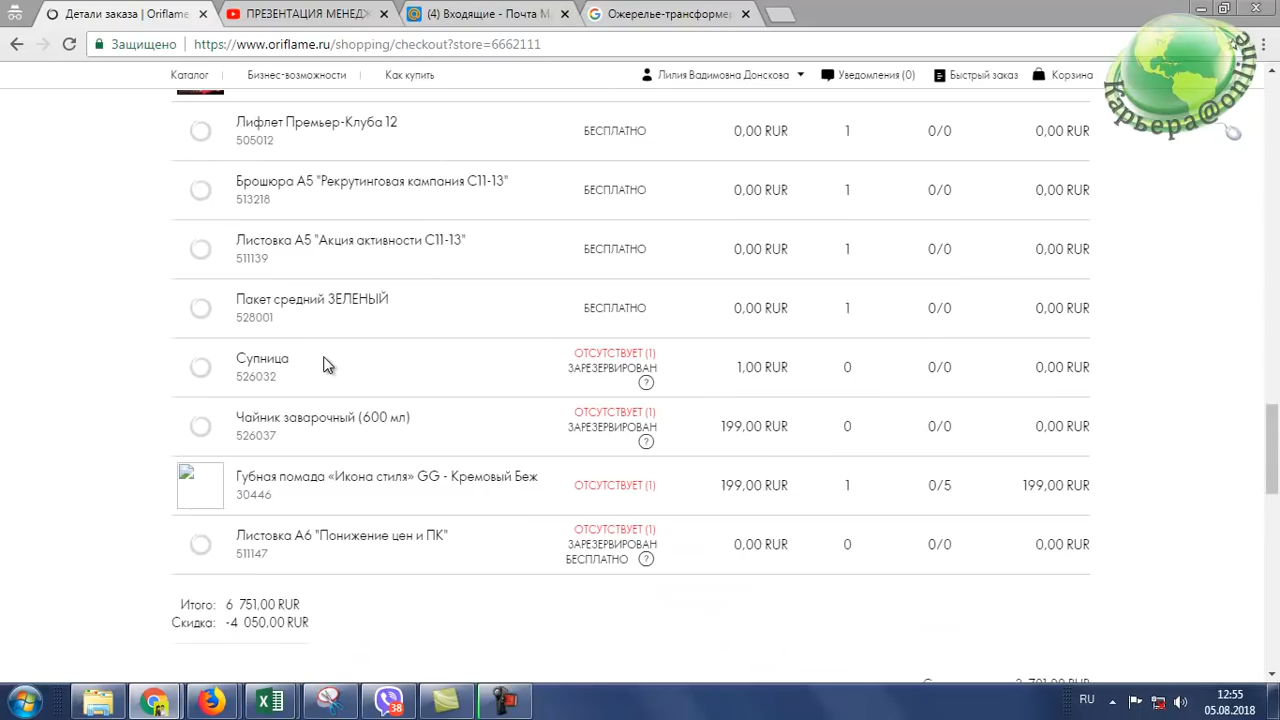 Детали заказа | Oriflame
ПРЕЗЕНТАЦИЯ МЕНЕДЖ
(4) Входящие - Почта М
Ожерелье-трансформе
Защищено
https://www.oriflame.ru/shopping/checkout?store=6662111
Каталог
Бизнес-возможности
Как купить
Лилия Вадимовна Донскова
Уведомления (0)
Быстрый заказ
Корзина
Карьера@online
Лифлет Премьер-Клуба 12
505012
БЕСПЛАТНО
0,00 RUR
1
0/0
0,00 RUR
Брошюра А5 "Рекрутинговая кампания С11-13"
513218
БЕСПЛАТНО
0,00 RUR
1
0/0
0,00 RUR
Листовка А5 "Акция активности С11-13"
511139
БЕСПЛАТНО
0,00 RUR
1
0/0
0,00 RUR
Пакет средний ЗЕЛЕНЫЙ
528001
БЕСПЛАТНО
0,00 RUR
1
0/0
0,00 RUR
Супница
526032
ОТСУТСТВУЕТ (1)
ЗАРЕЗЕРВИРОВАН
?
1,00 RUR
0
0/0
0,00 RUR
Чайник заварочный (600 мл)
526037
ОТСУТСТВУЕТ (1)
ЗАРЕЗЕРВИРОВАН
?
199,00 RUR
0
0/0
0,00 RUR
Губная помада «Икона стиля» GG - Кремовый Беж
30446
ОТСУТСТВУЕТ (1)
199,00 RUR
1
0/5
199,00 RUR
Листовка А6 "Понижение цен и ПК"
511147
ОТСУТСТВУЕТ (1)
ЗАРЕЗЕРВИРОВАН
БЕСПЛАТНО ?
0,00 RUR
0
0/0
0,00 RUR
Итого: 6 751,00 RUR
Скидка: -4 050,00 RUR
38
RU
12:55
05.08.2018